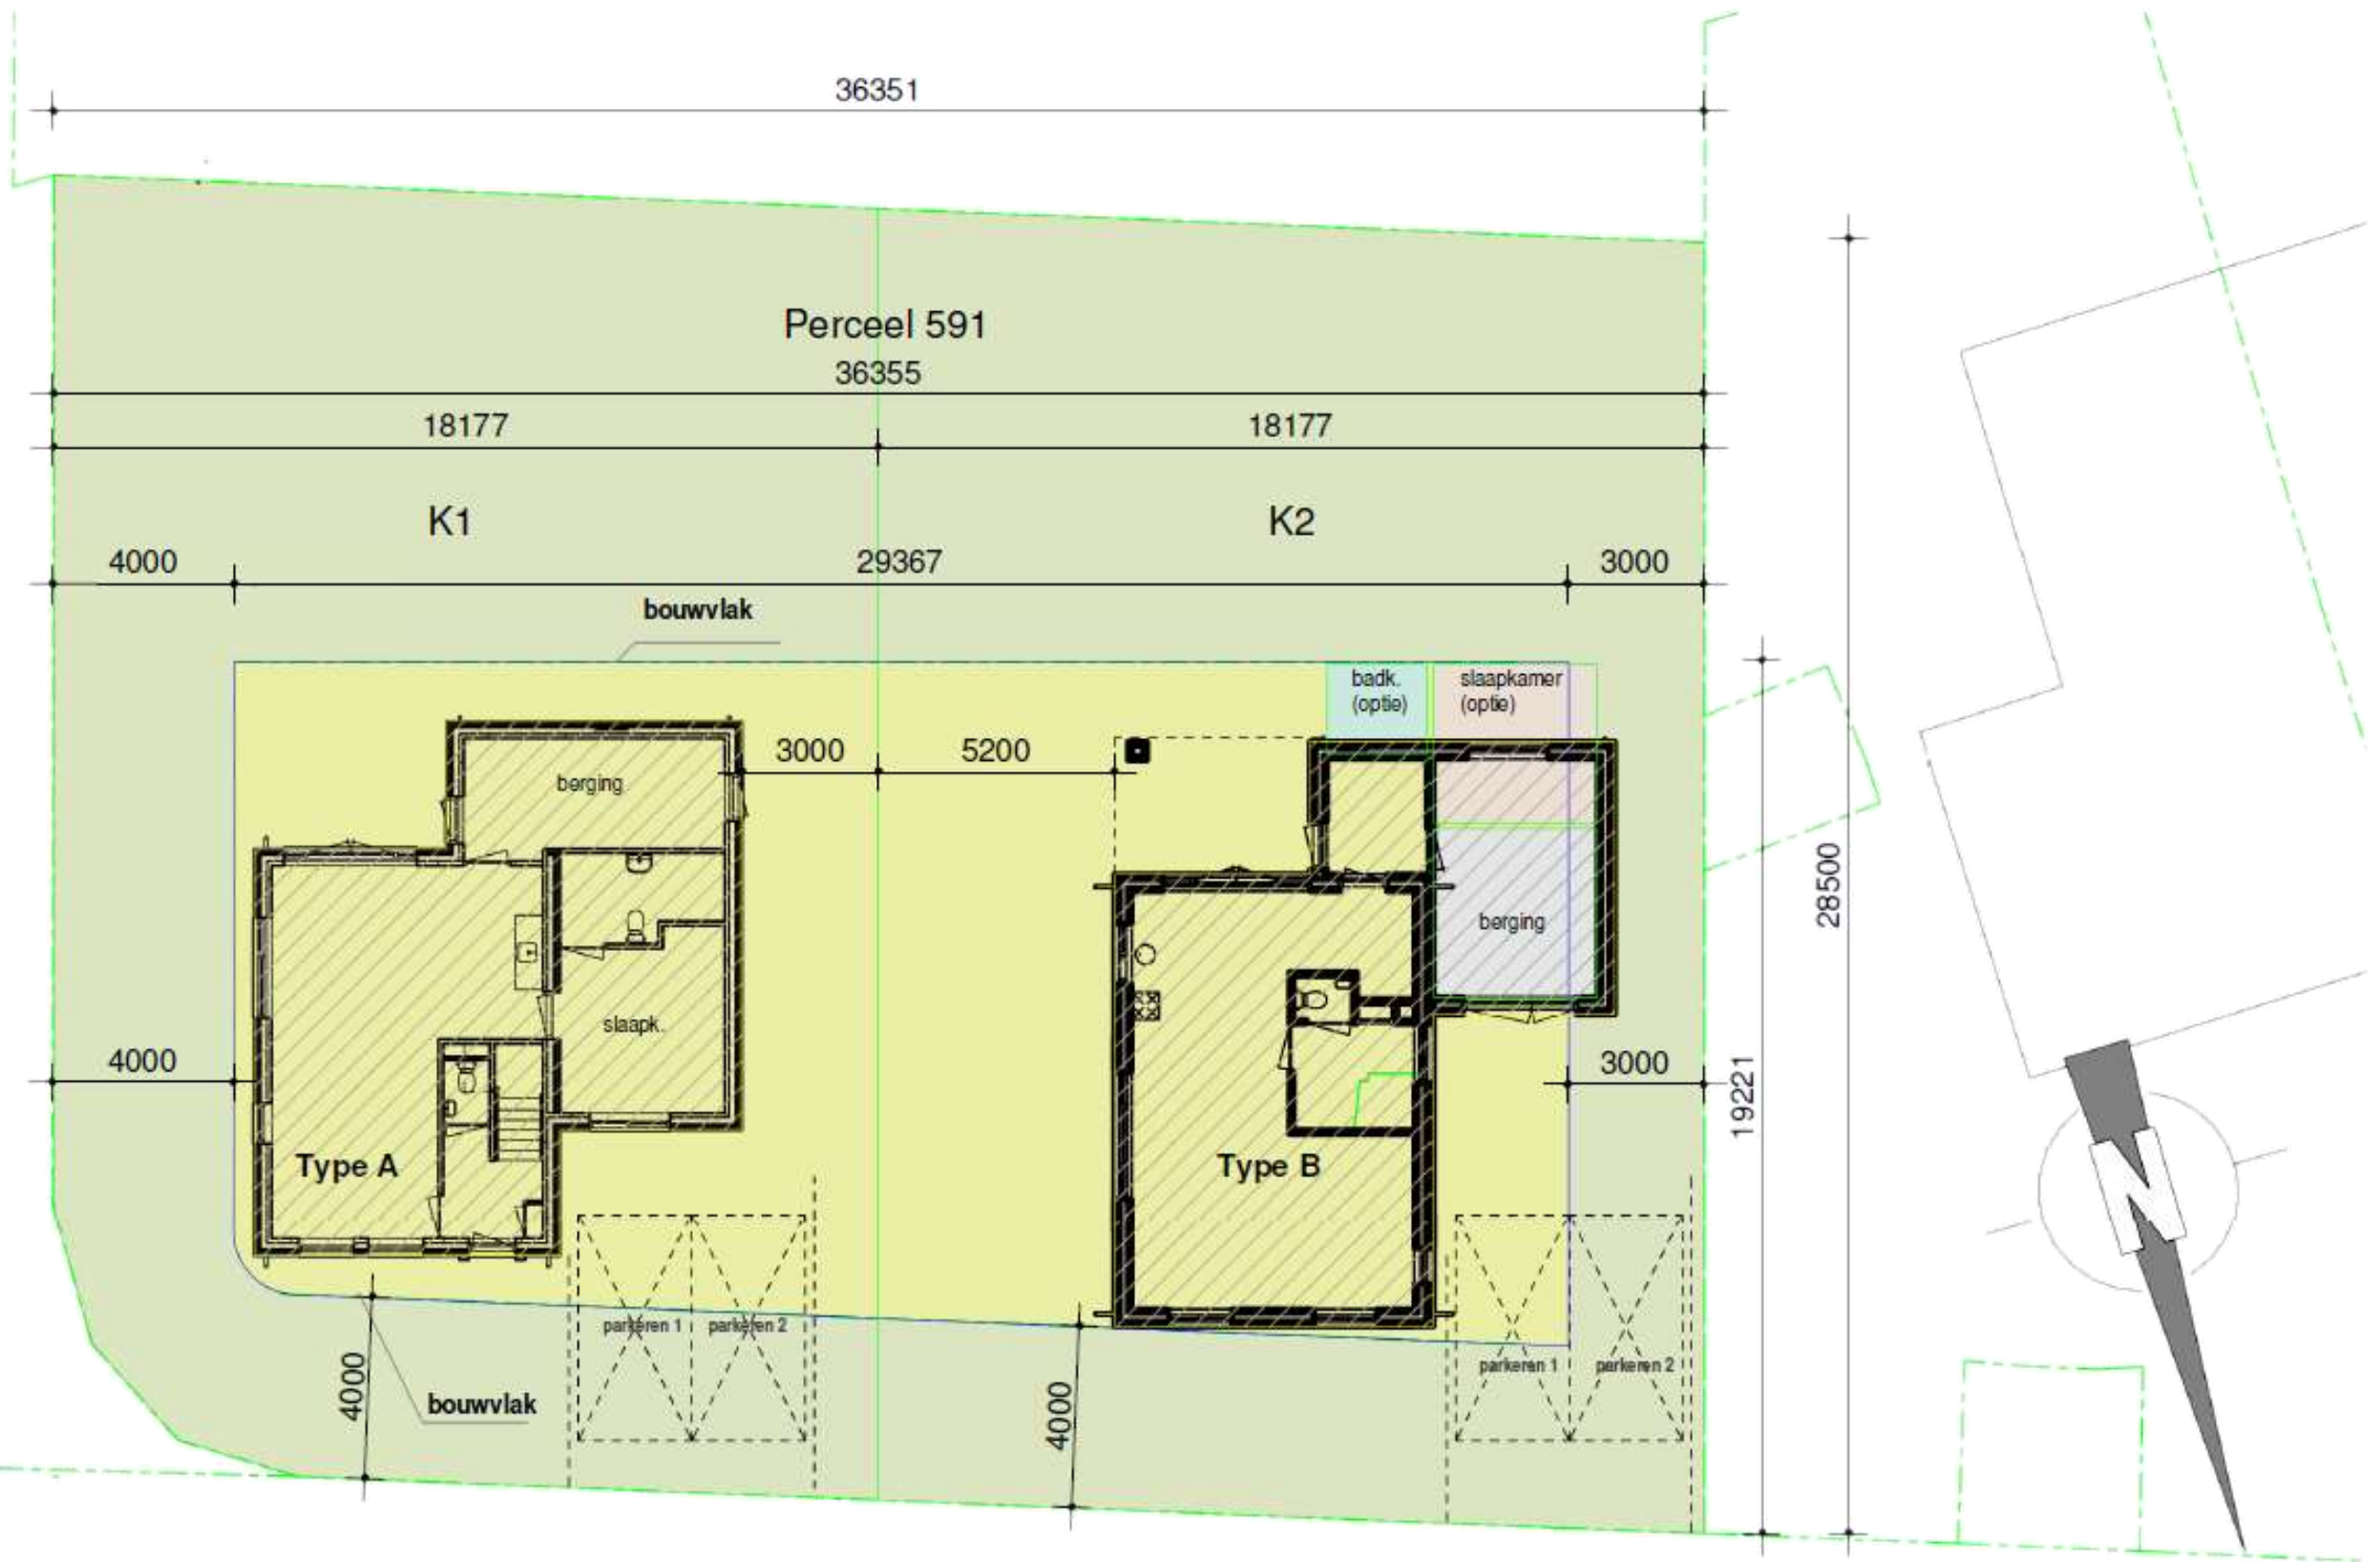 36351
Perceel 591
36355
18177
18177
K1
K2
4000
29367
3000
bouwvlak
badk.
(optie)
slaapkamer
(optie)
berging
3000
5200
berging
28500
slaapk.
4000
3000
19221
Type A
Type B
N
parkeren 1
parkeren 2
parkeren 1
parkeren 2
4000
bouwvlak
4000